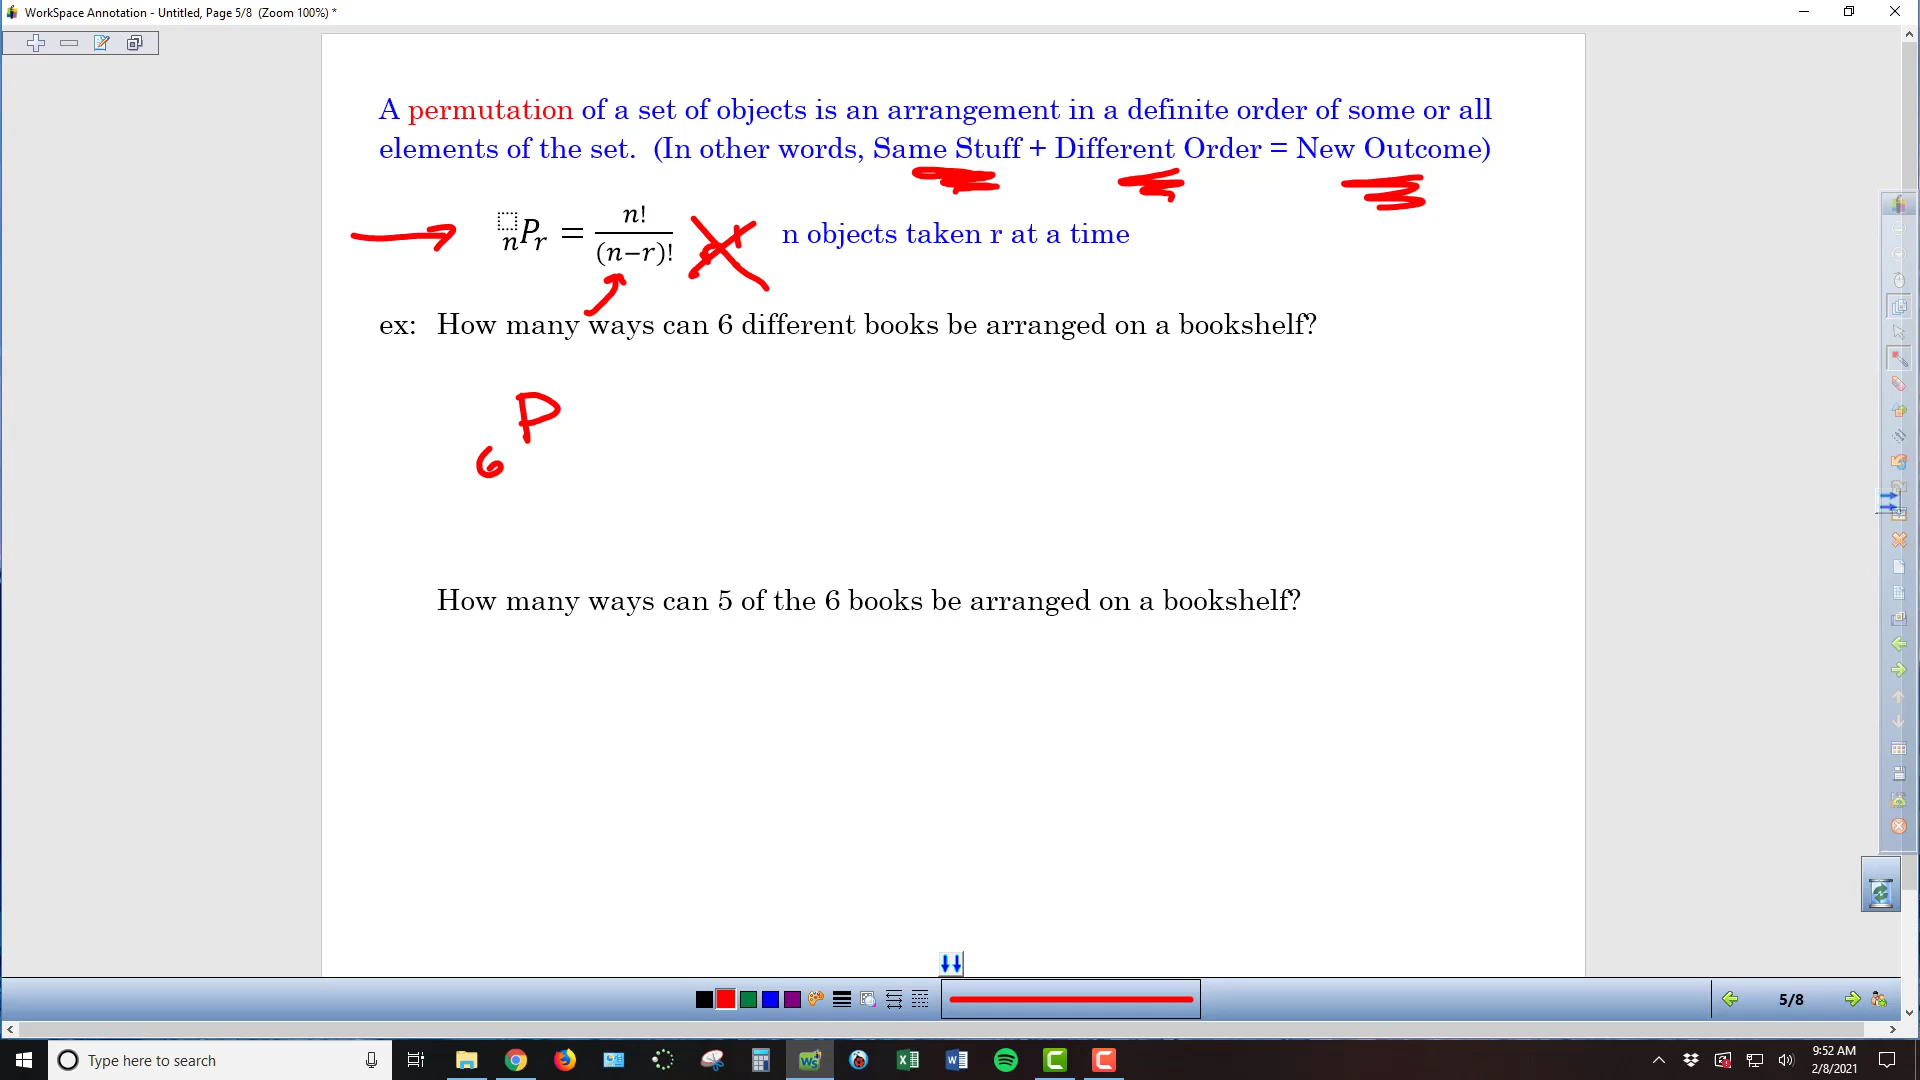 WorkSpace Annotation - Untitled, Page 5/8 (Zoom 100%) *
A permutation of a set of objects is an arrangement in a definite order of some or all
elements of the set. (In other words, Same Stuff + Different Order = New Outcome)
nPr = n!/(n−r)! n objects taken r at a time
ex: How many ways can 6 different books be arranged on a bookshelf?
6 P
How many ways can 5 of the 6 books be arranged on a bookshelf?
5/8
Type here to search
9:52 AM
2/8/2021